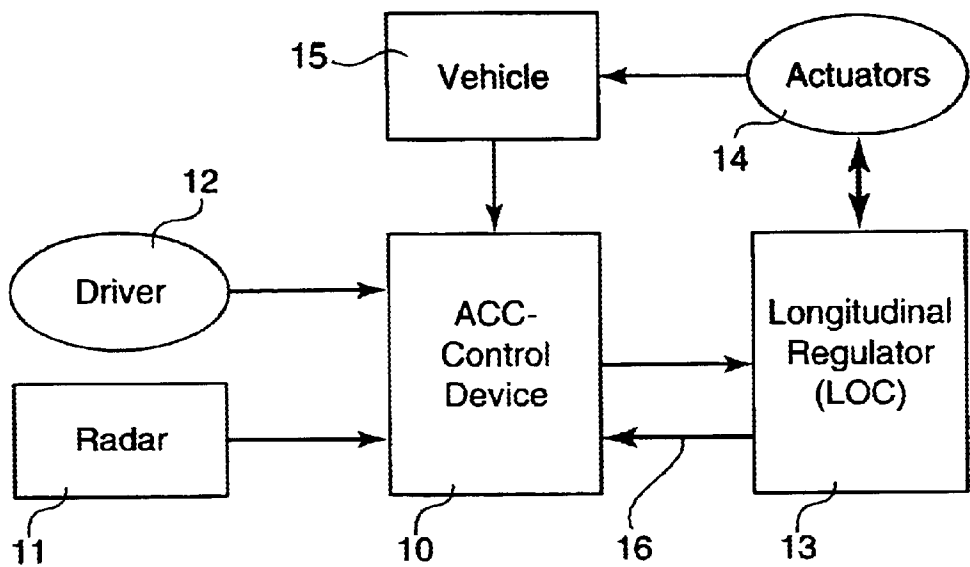 15
Vehicle
Actuators
14
12
Driver
ACC-
Control
Device
Longitudinal
Regulator
(LOC)
Radar
11
10
16
13